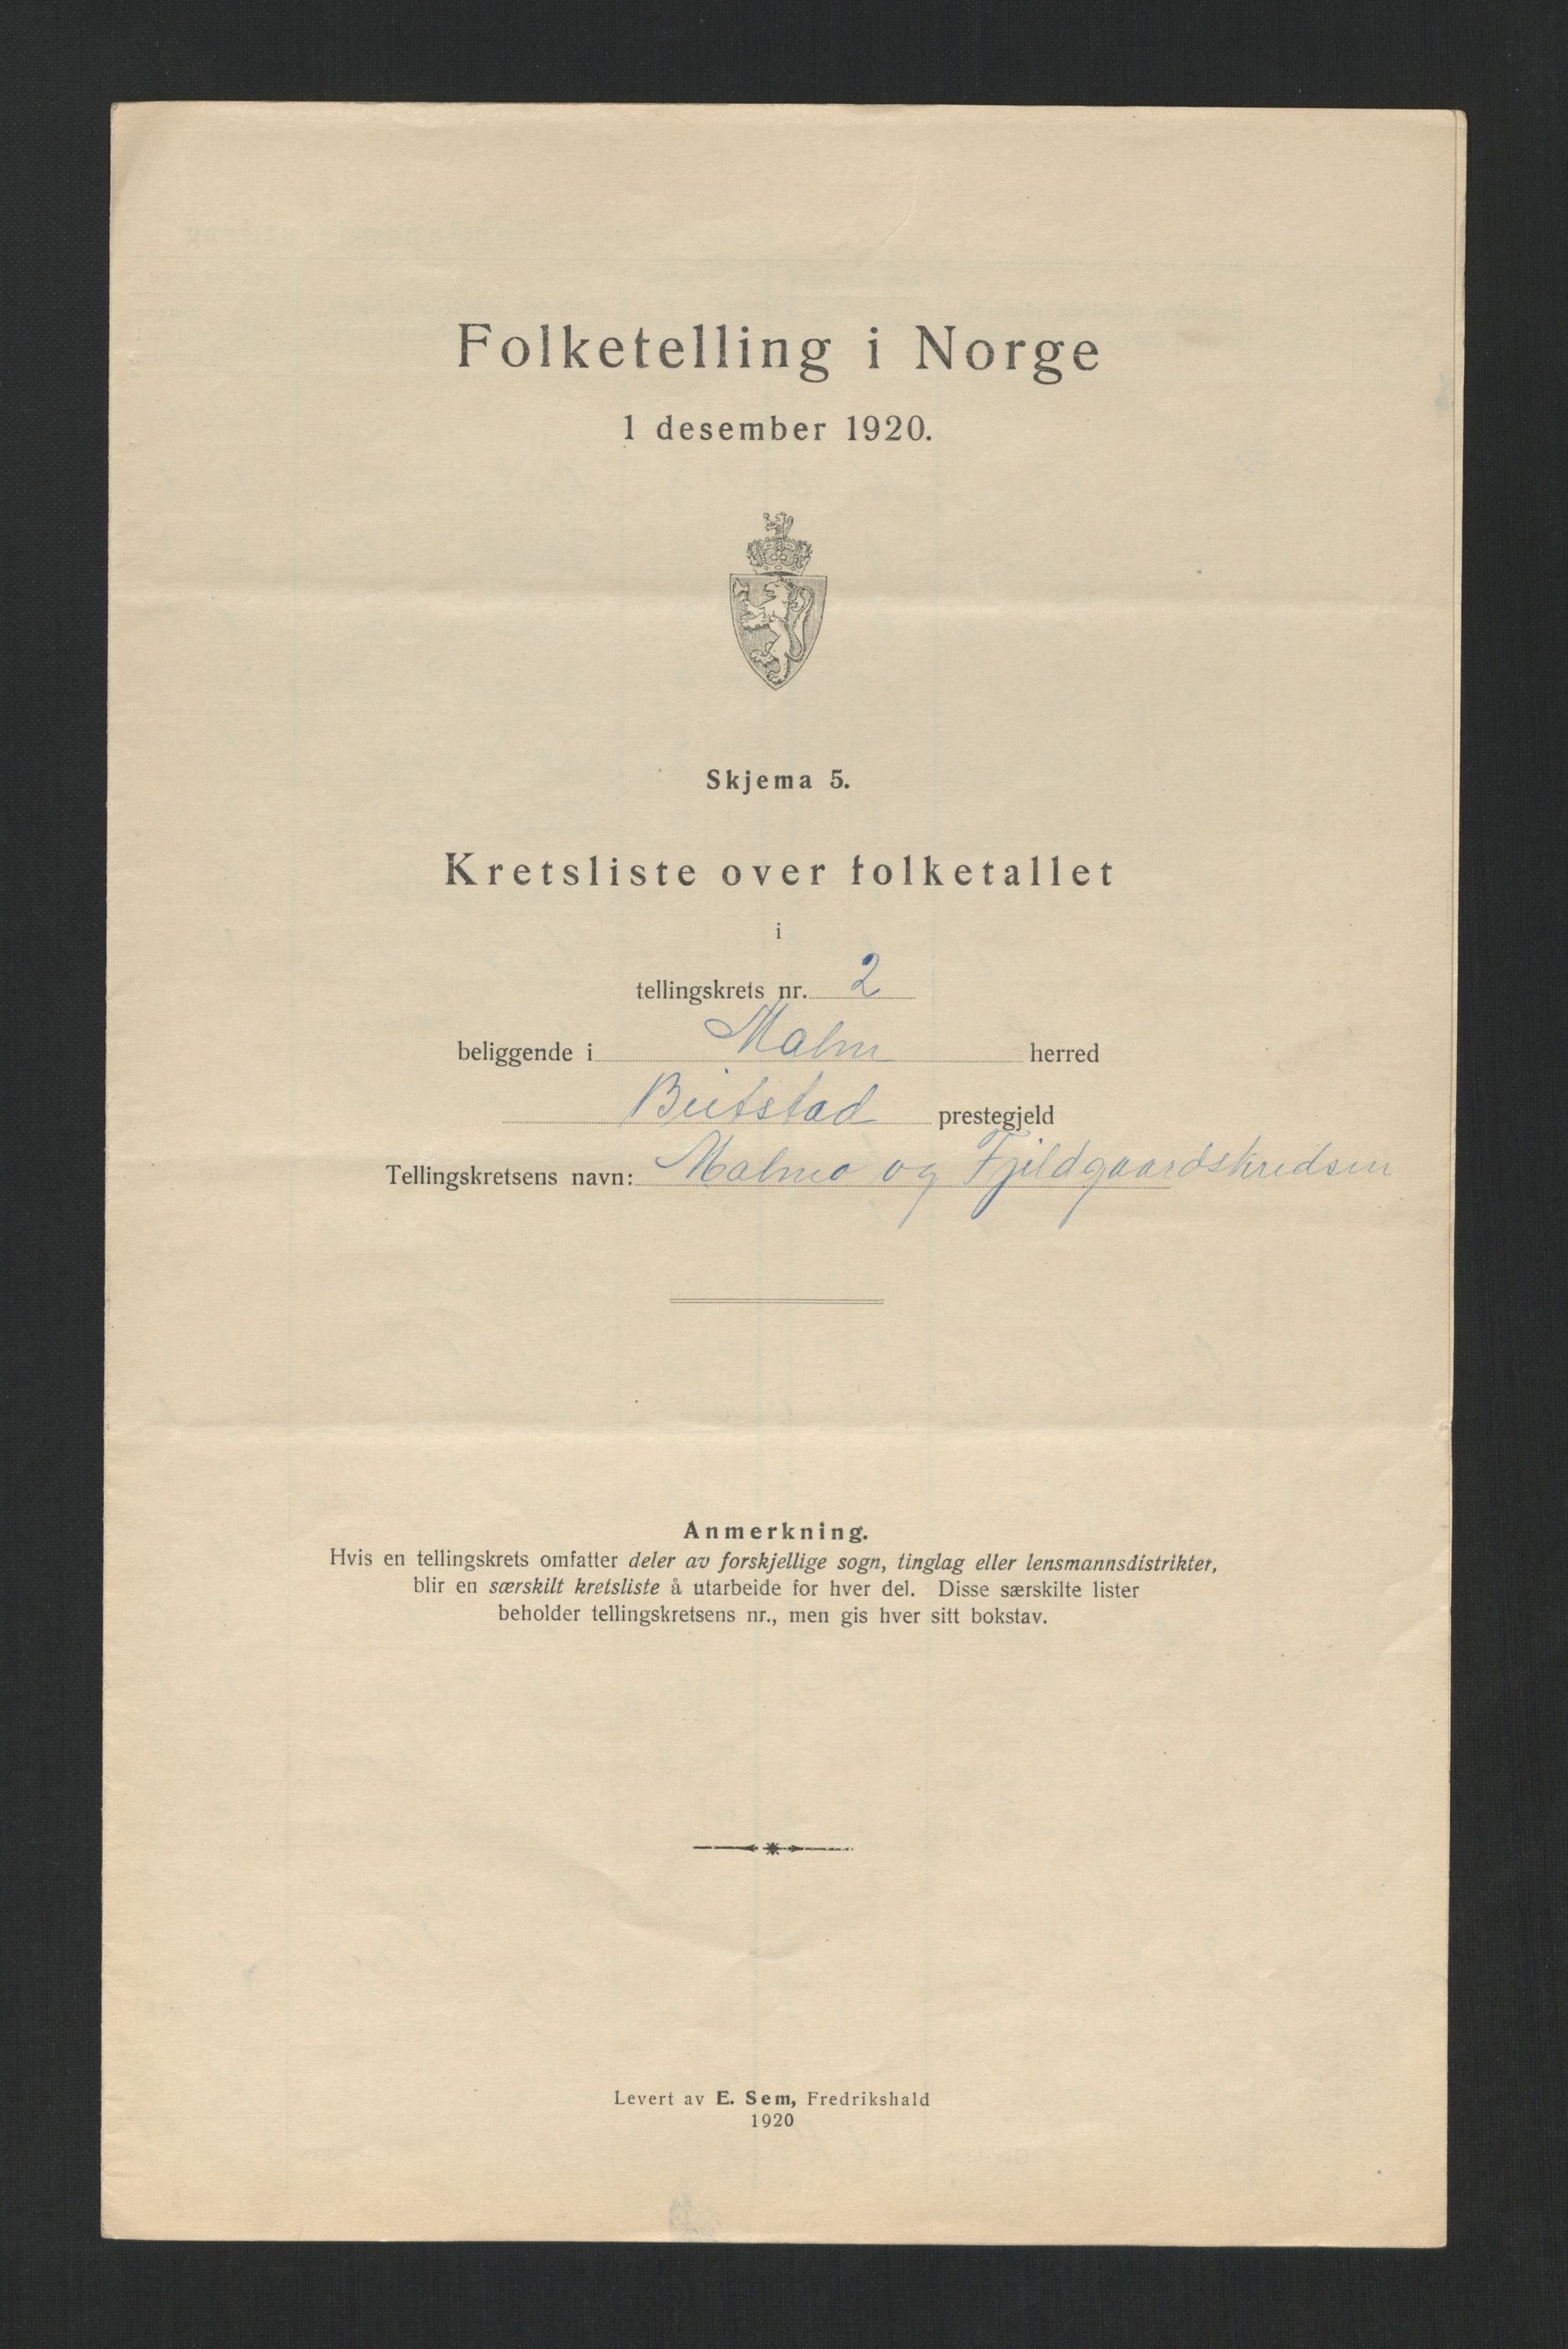 Folketelling i Norge
1 desember 1920.
Skjema 5.
Kretsliste over folketallet
i
tellingskrets nr. 2
beliggende i Malm herred
Beitstad prestegjeld
Tellingskretsens navn: Malmo og Fjeldgaardskredsen
Anmerkning.
Hvis en tellingskrets omfatter deler av forskjellige sogn, tinglag eller lensmannsdistrikter,
blir en særskilt kretsliste å utarbeide for hver del. Disse særskilte lister
beholder tellingskretsens nr., men gis hver sitt bokstav.
Levert av E. Sem, Fredrikshald
1920